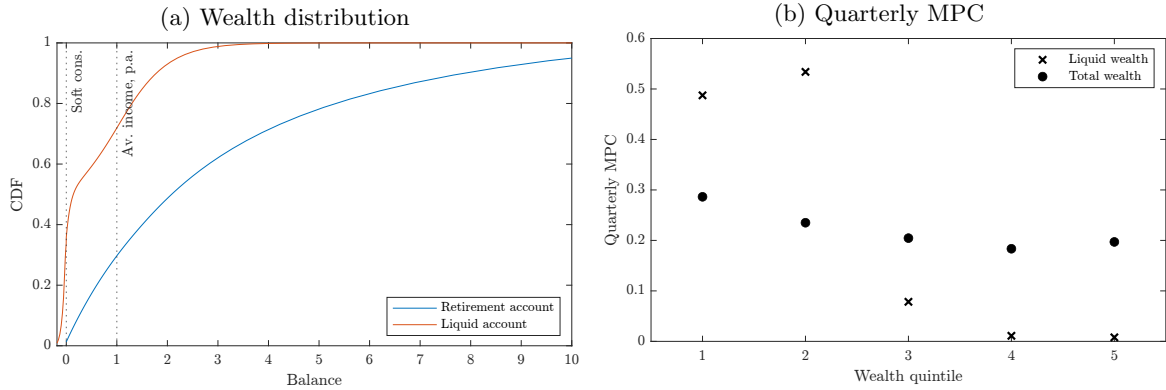 (a) Wealth distribution
1
0.8
0.6
0.4
0.2
0
CDF
Soft cons.
Av. income, p.a.
Retirement account
Liquid account
0 1 2 3 4 5 6 7 8 9 10
Balance
(b) Quarterly MPC
0.6
0.5
0.4
0.3
0.2
0.1
0
Quarterly MPC
Liquid wealth
Total wealth
1 2 3 4 5
Wealth quintile